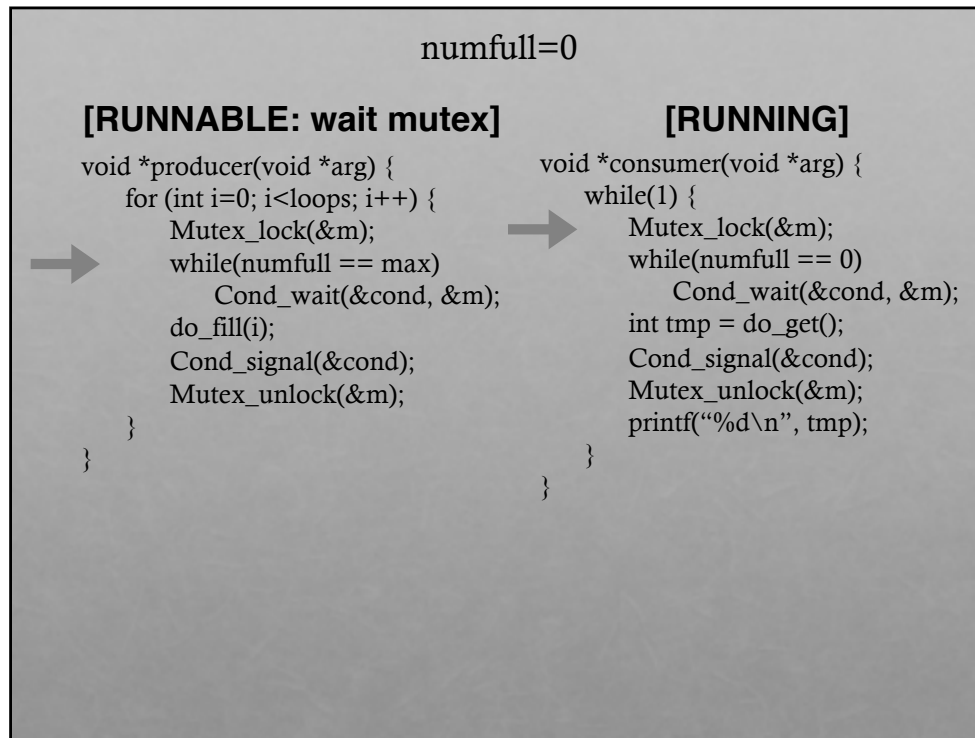 numfull=0
[RUNNABLE: wait mutex]
void *producer(void *arg) {
for (int i=0; i<loops; i++) {
Mutex_lock(&m);
while(numfull == max)
Cond_wait(&cond, &m);
do_fill(i);
Cond_signal(&cond);
Mutex_unlock(&m);
}
}
[RUNNING]
void *consumer(void *arg) {
while(1) {
Mutex_lock(&m);
while(numfull == 0)
Cond_wait(&cond, &m);
int tmp = do_get();
Cond_signal(&cond);
Mutex_unlock(&m);
printf(“%d\n”, tmp);
}
}